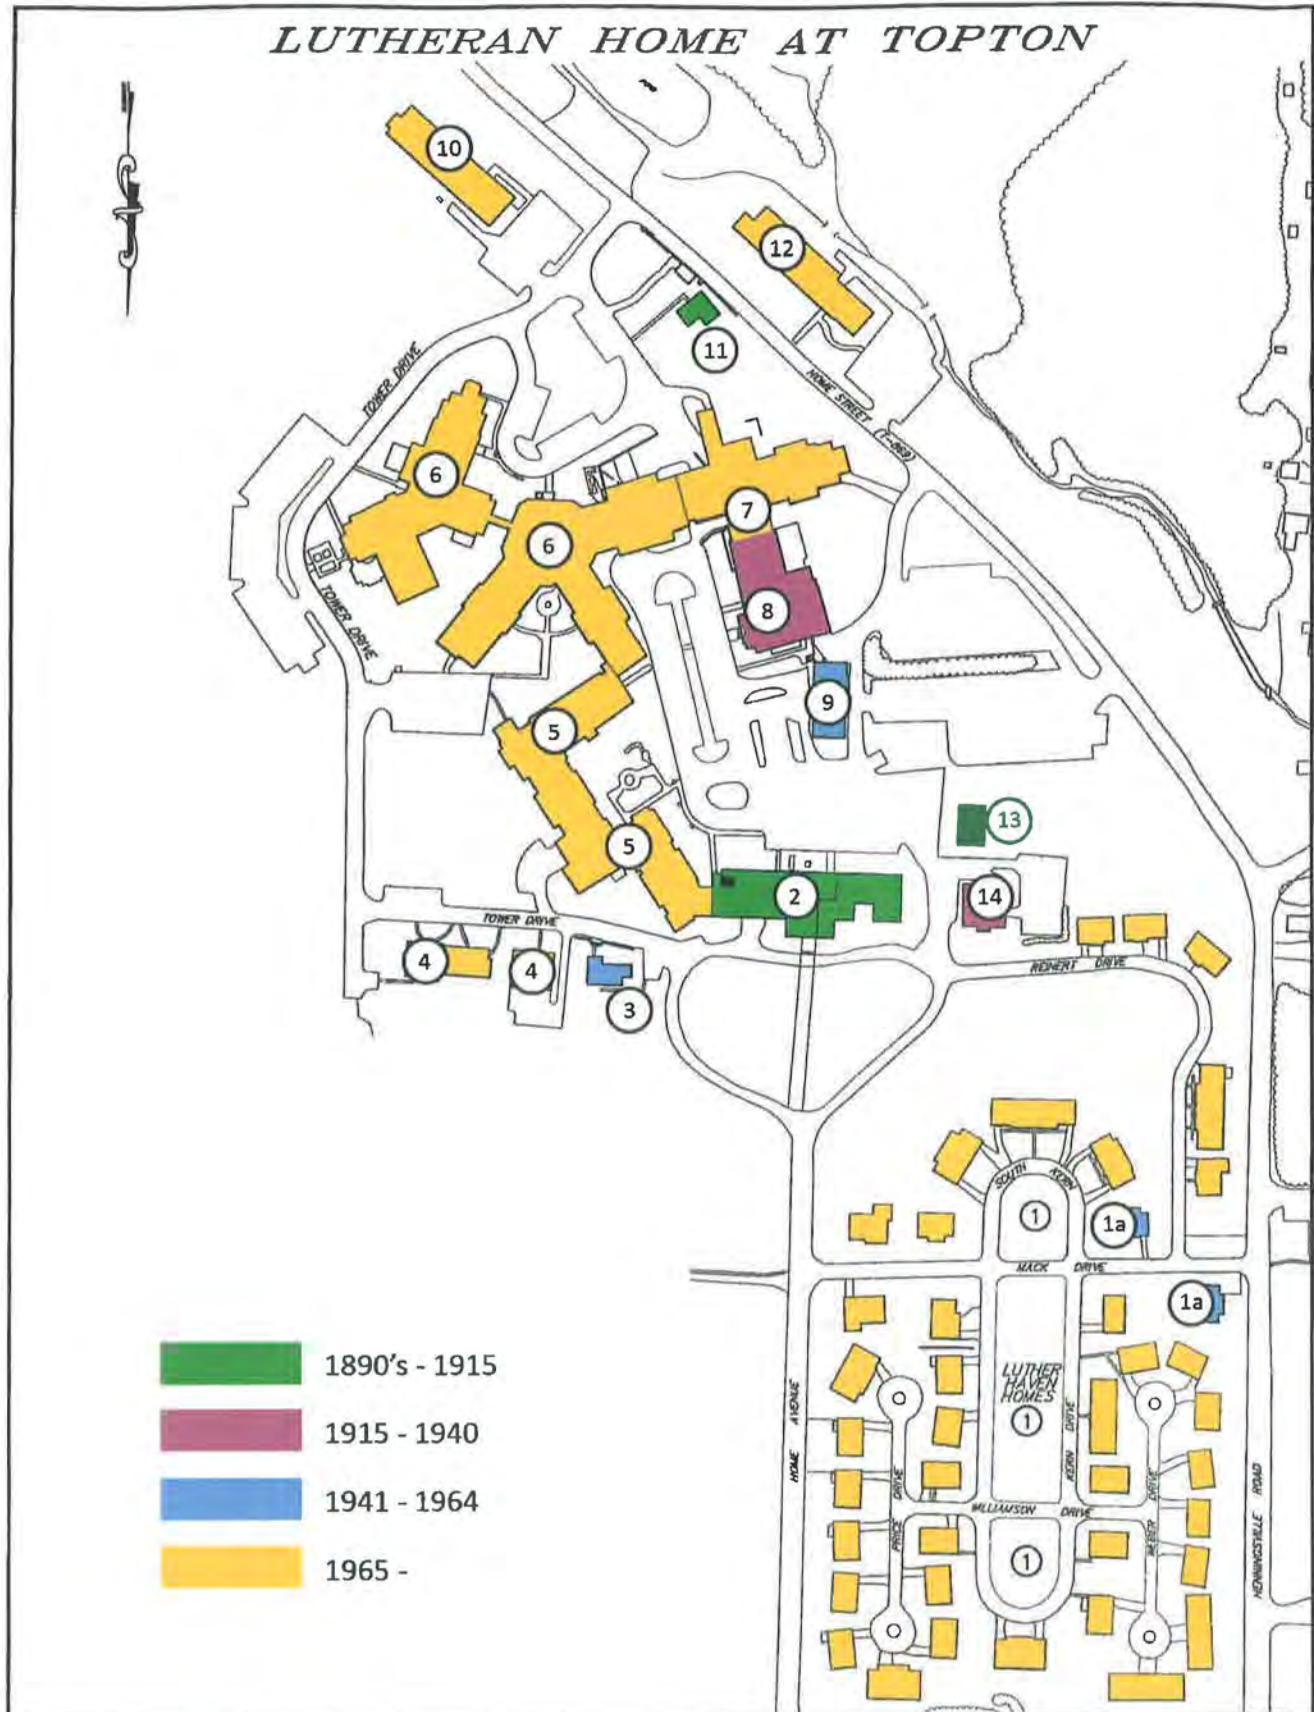 LUTHERAN HOME AT TOPTON
10
12
11
TOWER DRIVE
HOME STREET (T-869)
6
7
6
TOWER DRIVE
8
9
5
13
5
2
14
TOWER DRIVE
4
4
REINERT DRIVE
3
SOUTH KERN
1
1a
MACK DRIVE
1a
1890's - 1915
LUTHER
HAVEN
HOMES
HOME AVENUE
1
KERN DRIVE
1915 - 1940
1941 - 1964
PRICE DRIVE
WEBER DRIVE
HENNINGSVILLE ROAD
WILLIAMSON DRIVE
1965 -
1